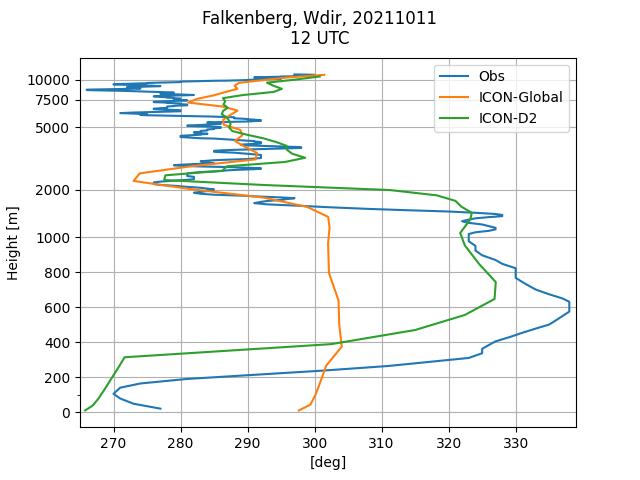 Falkenberg, Wdir, 20211011
12 UTC
Obs
ICON-Global
ICON-D2
Height [m]
10000
7500
5000
2000
1000
800
600
400
200
0
270 280 290 300 310 320 330
[deg]